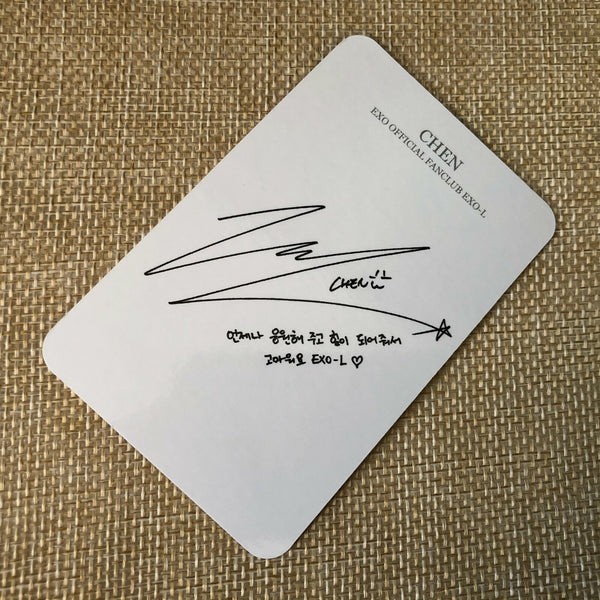 CHEN
EXO OFFICIAL FANCLUB EXO-L
CHEN
언제나 응원해 주고 힘이 되어줘서
고마워요 EXO-L ♡